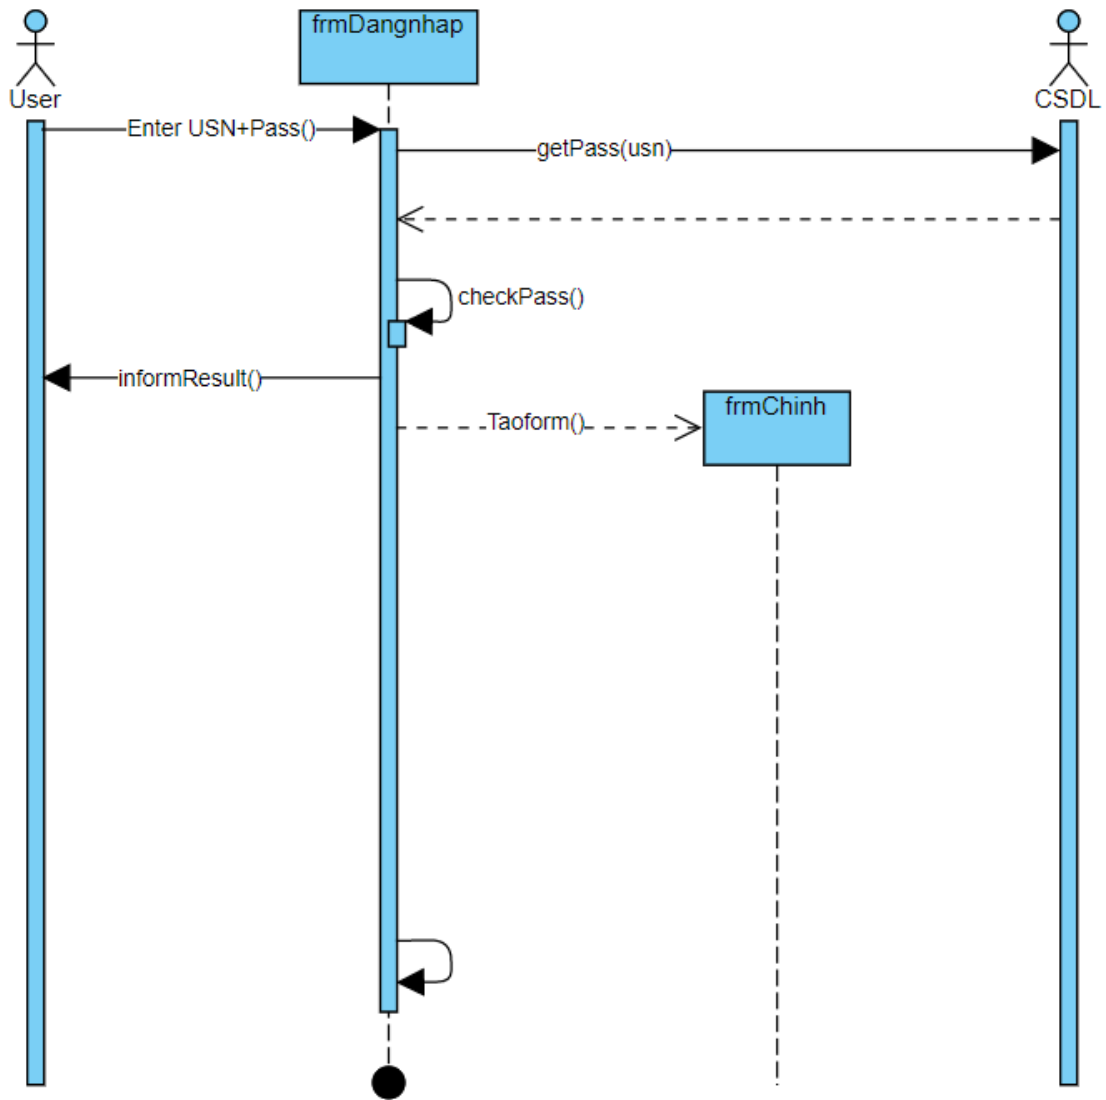 frmDangnhap
User
CSDL
Enter USN+Pass()
getPass(usn)
checkPass()
informResult()
frmChinh
Taoform()